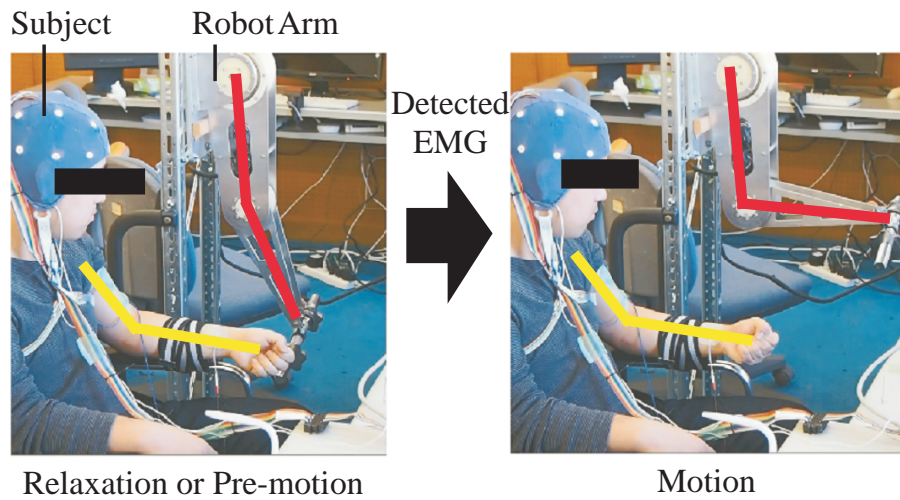 Subject
Robot Arm
Detected
EMG
Relaxation or Pre-motion
Motion